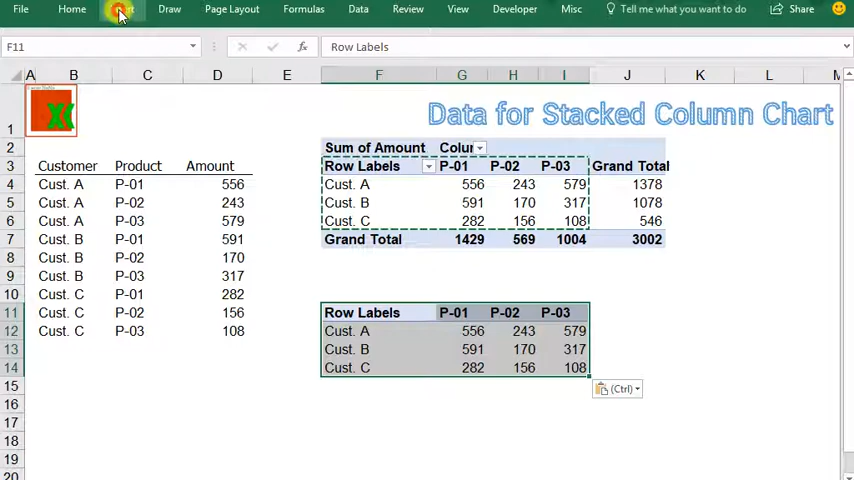 File Home Draw Page Layout Formulas Data Review View Developer Misc Tell me what you want to do Share
F11 Row Labels
A B C D E F G H I J K L M
1 Data for Stacked Column Chart
2 Sum of Amount
3 Customer Product Amount Row Labels P-01 P-02 P-03 Grand Total
4 Cust. A P-01 556 Cust. A 556 243 579 1378
5 Cust. A P-02 243 Cust. B 591 170 317 1078
6 Cust. A P-03 579 Cust. C 282 156 108 546
7 Cust. B P-01 591 Grand Total 1429 569 1004 3002
8 Cust. B P-02 170
9 Cust. B P-03 317
10 Cust. C P-01 282
11 Cust. C P-02 156 Row Labels P-01 P-02 P-03
12 Cust. C P-03 108 Cust. A 556 243 579
13 Cust. B 591 170 317
14 Cust. C 282 156 108
15 (Ctrl)
16
17
18
19
20